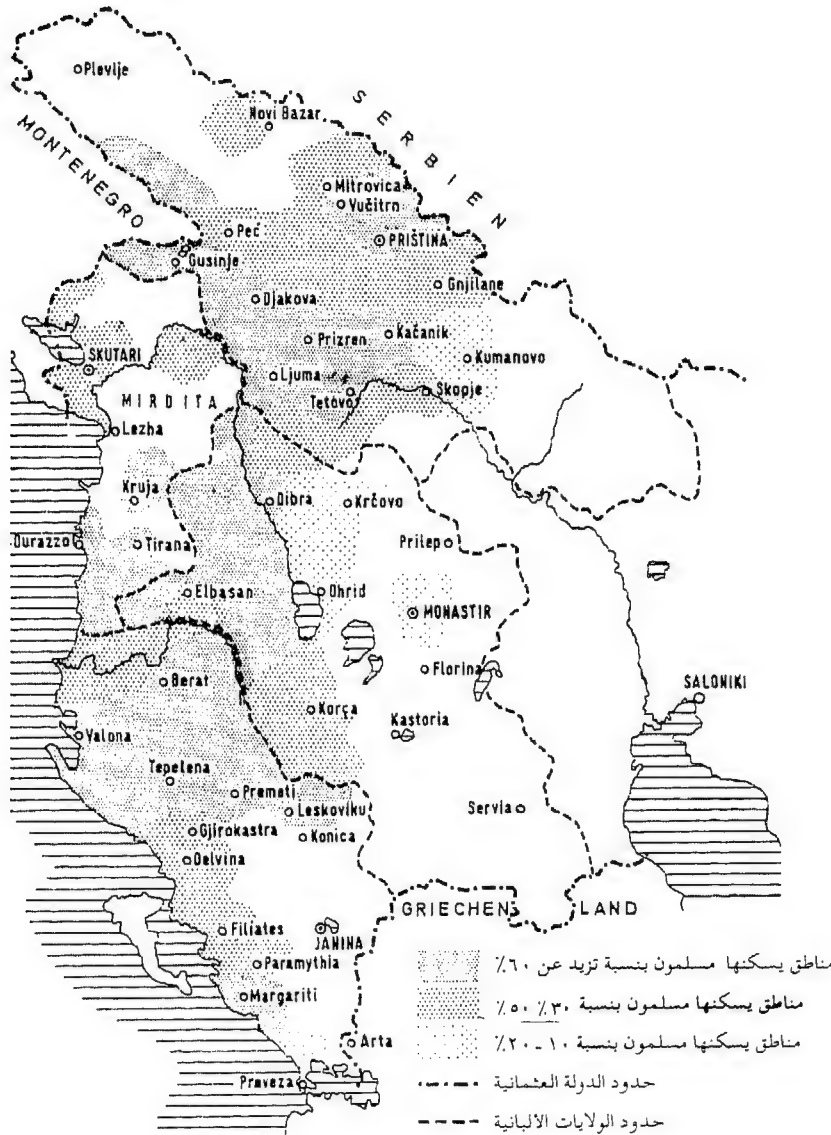 Plevlje
SERBIEN
Novi Bazar
MONTENEGRO
Mitrovica
Vučitrn
Peć
PRIŠTINA
Gusinje
Gnjilane
Djakova
Prizren
Kačanik
Kumanovo
SKUTARI
Ljuma
Skopje
Tetovo
MIRDITA
Lezha
Kruja
Dibra
Krčovo
Durazzo
Tirana
Prilep
Elbasan
Ohrid
MONASTIR
Berat
Florina
SALONIKI
Korça
Kastoria
Valona
Tepelena
Premeti
Leskoviku
Servia
Gjirokastra
Konica
Delvina
GRIECHEN LAND
Filiates
JANINA
Paramythia
Margariti
Arta
Preveza
مناطق يسكنها مسلمون بنسبة تزيد عن ٦٠٪
مناطق يسكنها مسلمون بنسبة ٣٠٪ ٥٠٪
مناطق يسكنها مسلمون بنسبة ١٠ - ٢٠٪
حدود الدولة العثمانية
حدود الولايات الألبانية